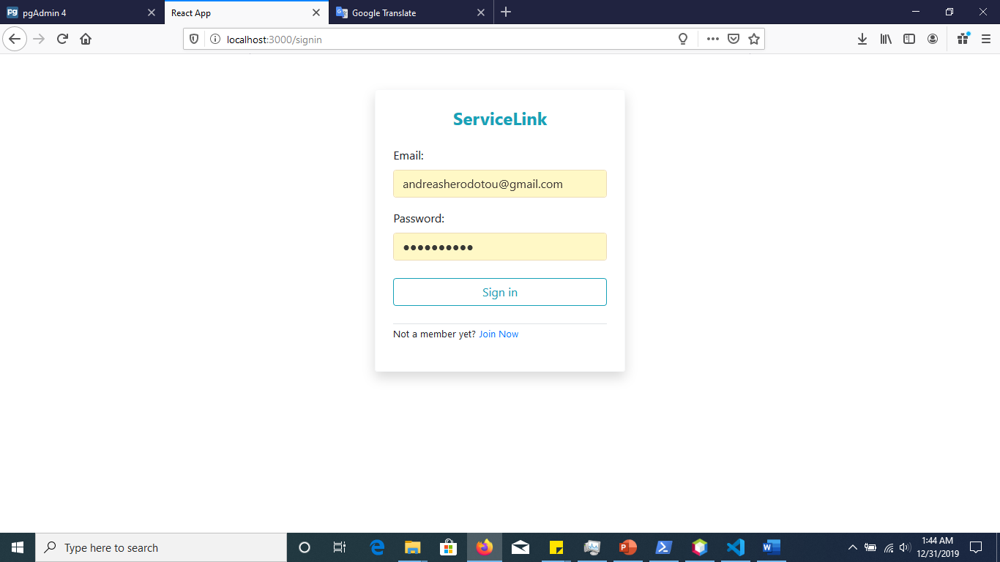 pgAdmin 4
React App
Google Translate
localhost:3000/signin
ServiceLink
Email:
andreasherodotou@gmail.com
Password:
●●●●●●●●●●
Sign in
Not a member yet? Join Now
Type here to search
1:44 AM
12/31/2019